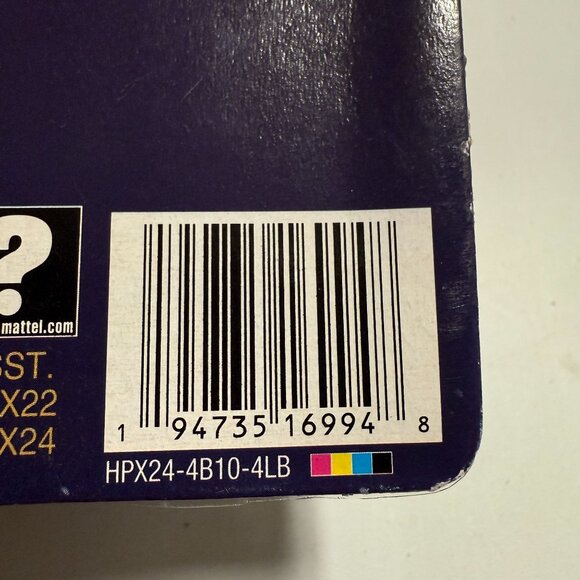 ?
mattel.com
SST.
X22
X24
1 94735 16994 8
HPX24-4B10-4LB